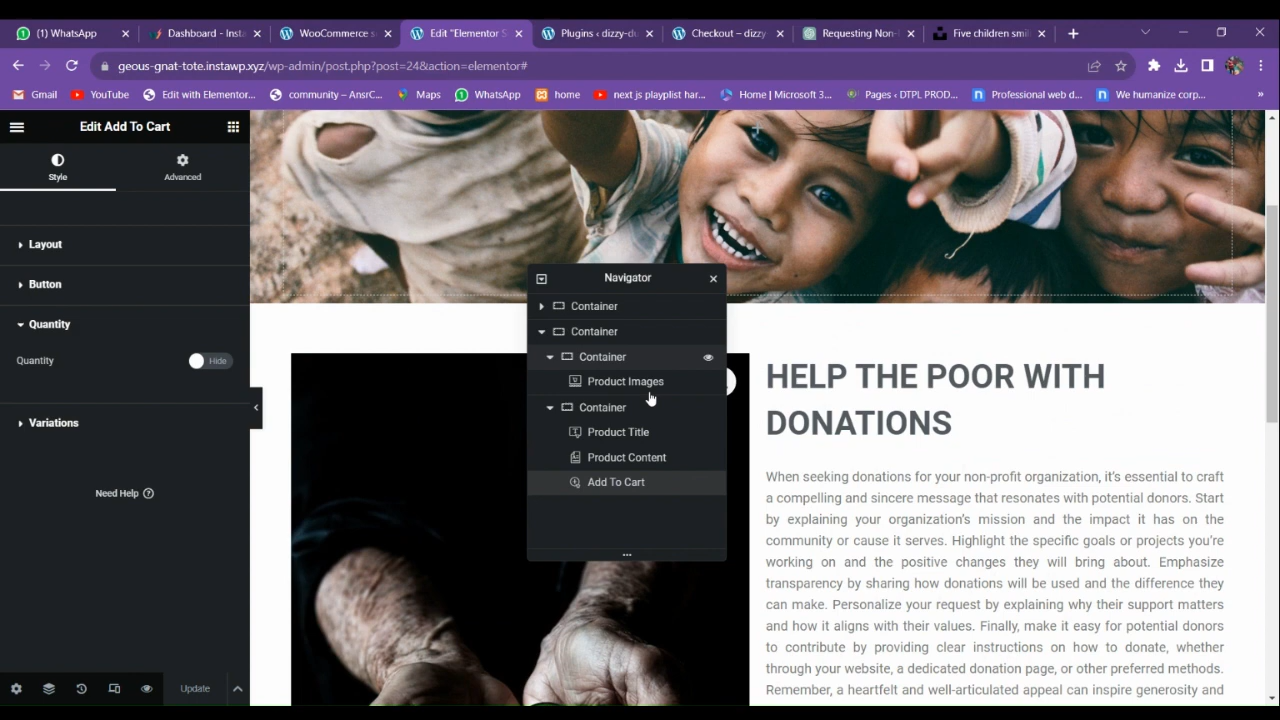 (1) WhatsApp
Dashboard - Insta
WooCommerce s
Edit "Elementor S
Plugins ‹ dizzy-du
Checkout – dizzy
Requesting Non-
Five children smil
geous-gnat-tote.instawp.xyz/wp-admin/post.php?post=24&action=elementor#
Gmail
YouTube
Edit with Elementor...
community – AnsrC...
Maps
WhatsApp
home
next js playlist har...
Home | Microsoft 3...
Pages ‹ DTPL PROD...
Professional web d...
We humanize corp...
»
Edit Add To Cart
Style
Advanced
Layout
Button
Quantity
Quantity
Hide
Variations
Need Help
Update
Navigator
Container
Container
Container
Product Images
Container
Product Title
Product Content
Add To Cart
HELP THE POOR WITH
DONATIONS
When seeking donations for your non-profit organization, it's essential to craft
a compelling and sincere message that resonates with potential donors. Start
by explaining your organization's mission and the impact it has on the
community or cause it serves. Highlight the specific goals or projects you're
working on and the positive changes they will bring about. Emphasize
transparency by sharing how donations will be used and the difference they
can make. Personalize your request by explaining why their support matters
and how it aligns with their values. Finally, make it easy for potential donors
to contribute by providing clear instructions on how to donate, whether
through your website, a dedicated donation page, or other preferred methods.
Remember, a heartfelt and well-articulated appeal can inspire generosity and